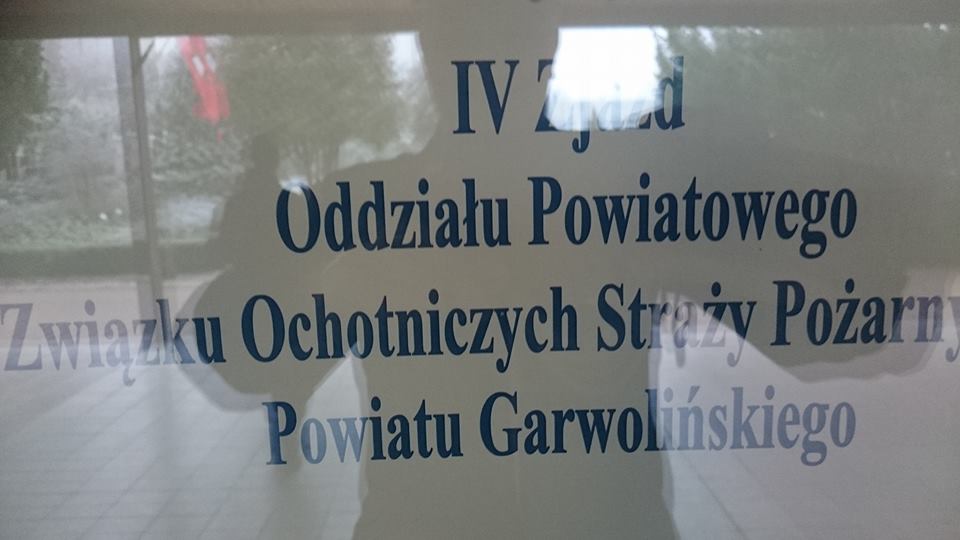 IV Zjazd
Oddziału Powiatowego
Związku Ochotniczych Straży Pożarny
Powiatu Garwolińskiego